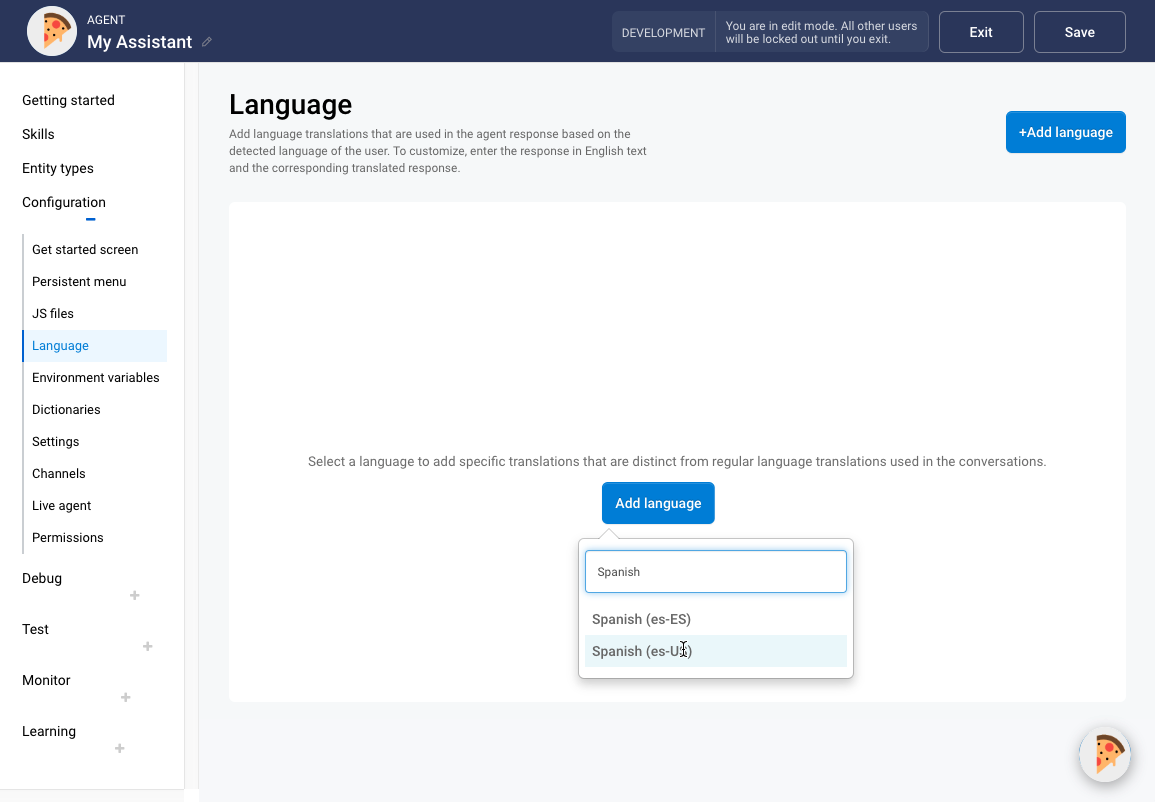 AGENT
My Assistant
DEVELOPMENT
You are in edit mode. All other users
will be locked out until you exit.
Exit
Save
Getting started
Skills
Entity types
Configuration
Get started screen
Persistent menu
JS files
Language
Environment variables
Dictionaries
Settings
Channels
Live agent
Permissions
Debug
Test
Monitor
Learning
Language
Add language translations that are used in the agent response based on the
detected language of the user. To customize, enter the response in English text
and the corresponding translated response.
+Add language
Select a language to add specific translations that are distinct from regular language translations used in the conversations.
Add language
Spanish
Spanish (es-ES)
Spanish (es-US)